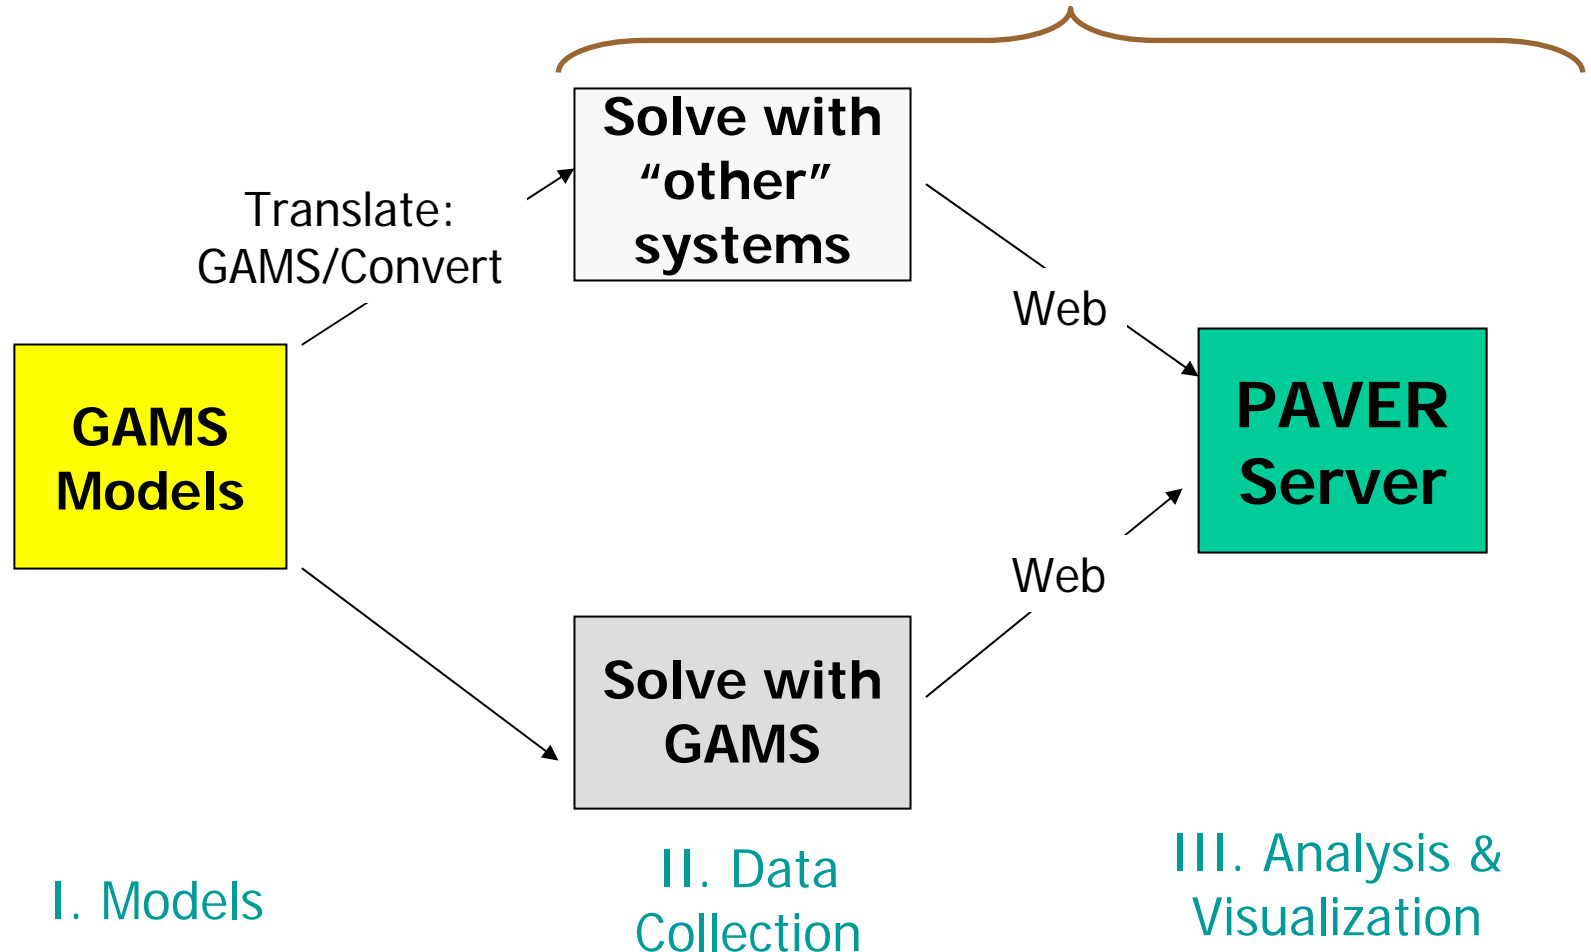 Solve with
“other”
systems
Translate:
GAMS/Convert
Web
GAMS
Models
PAVER
Server
Web
Solve with
GAMS
I. Models
II. Data
Collection
III. Analysis &
Visualization